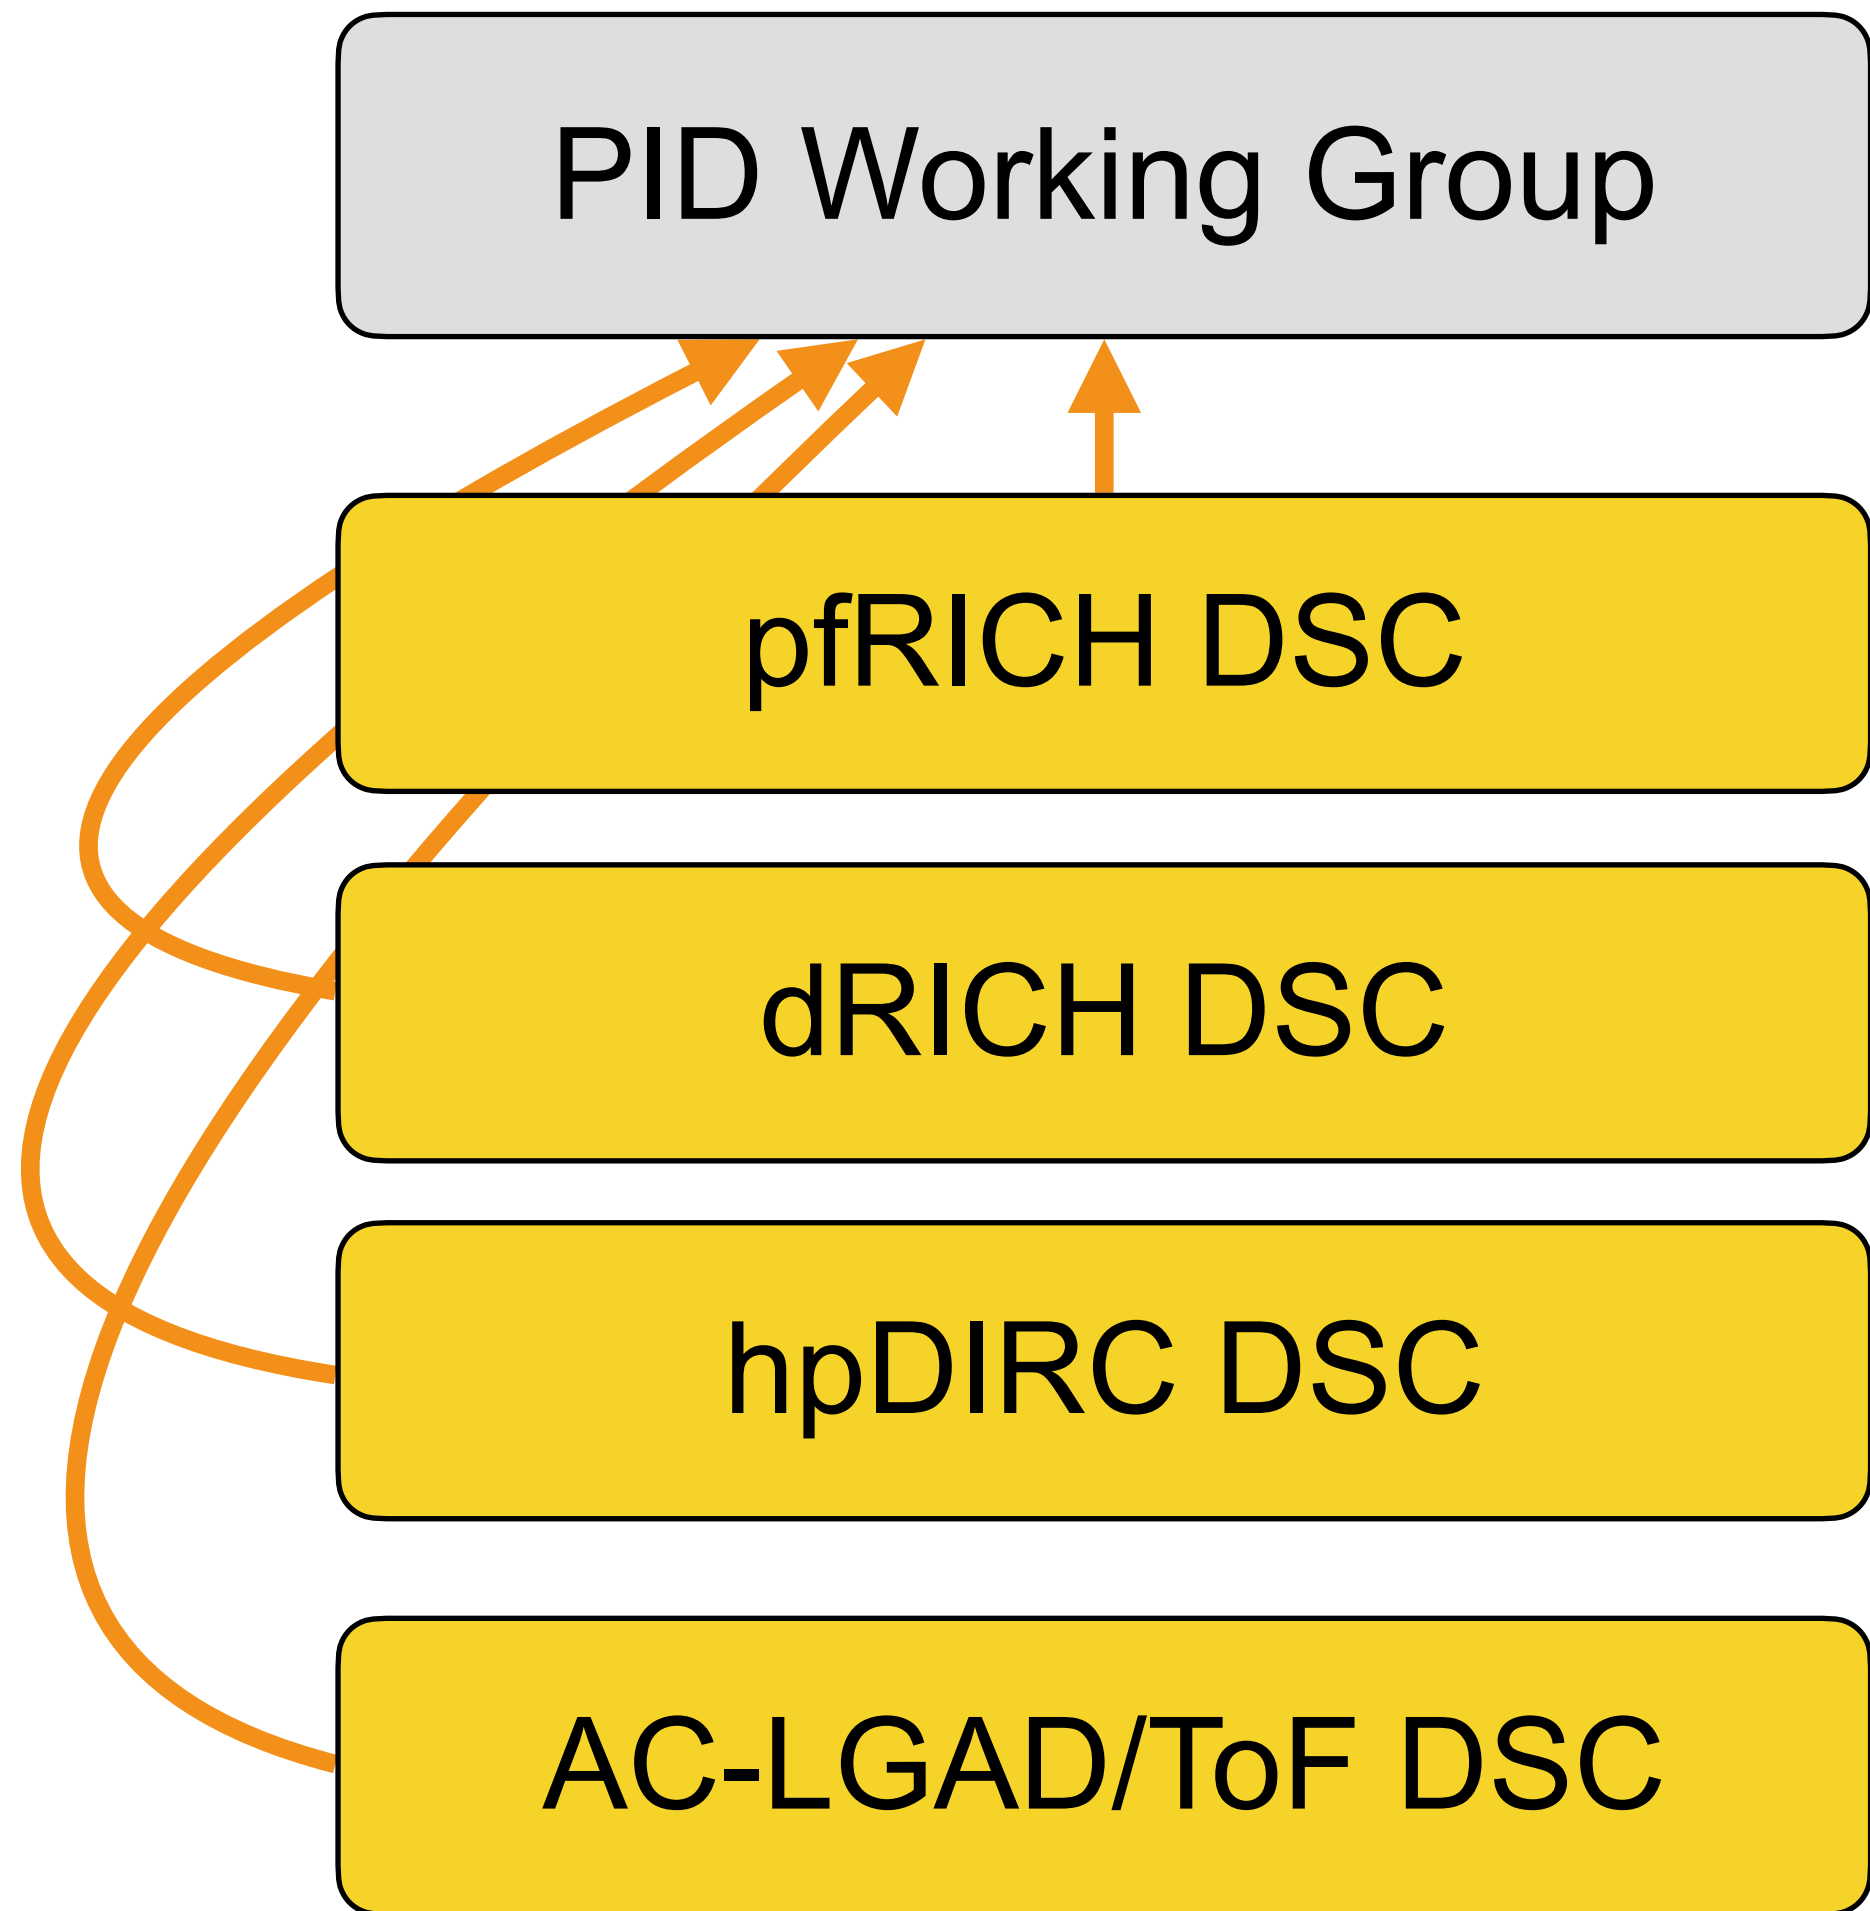 PID Working Group
pfRICH DSC
dRICH DSC
hpDIRC DSC
AC-LGAD/ToF DSC